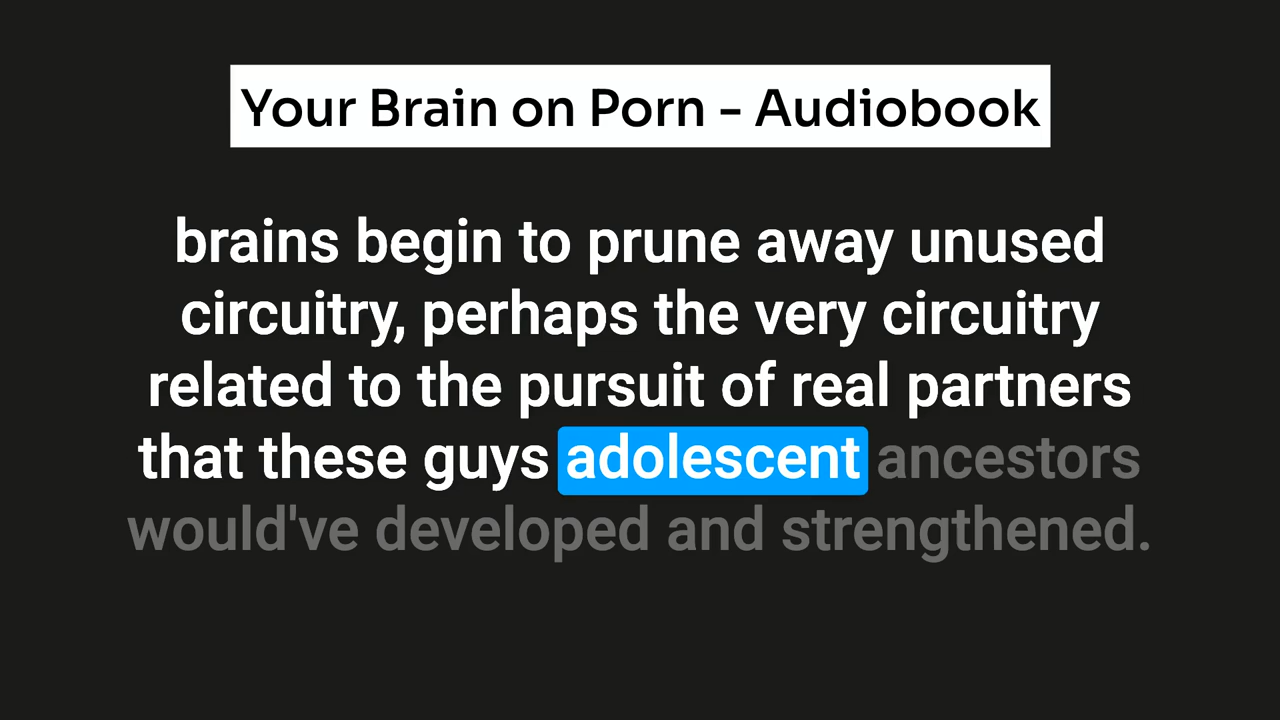 Your Brain on Porn - Audiobook
brains begin to prune away unused
circuitry, perhaps the very circuitry
related to the pursuit of real partners
that these guys adolescent ancestors
would've developed and strengthened.